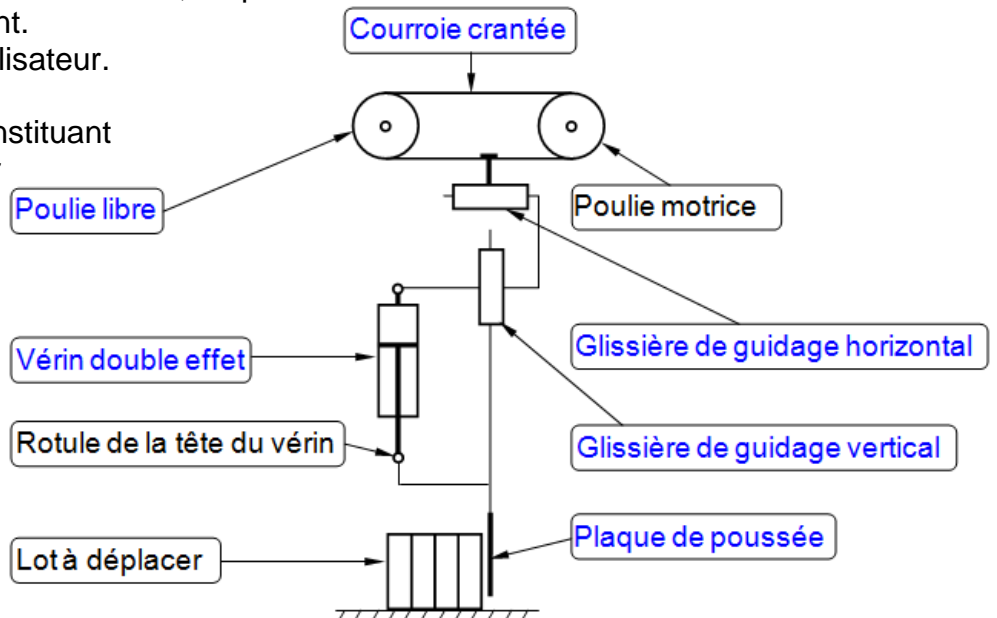 nt.
Courroie crantée
lisateur.
nstituant
Poulie libre
Poulie motrice
Vérin double effet
Glissière de guidage horizontal
Rotule de la tête du vérin
Glissière de guidage vertical
Lot à déplacer
Plaque de poussée